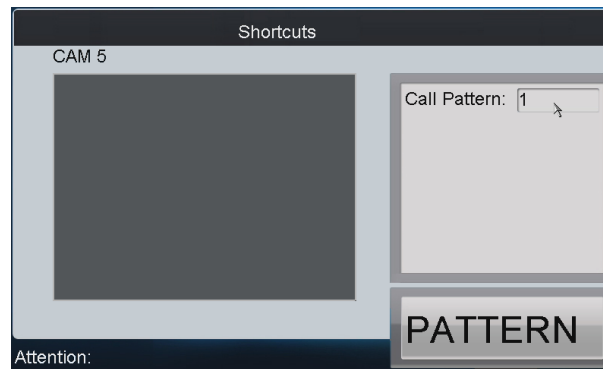 Shortcuts
CAM 5
Call Pattern: 1
PATTERN
Attention: